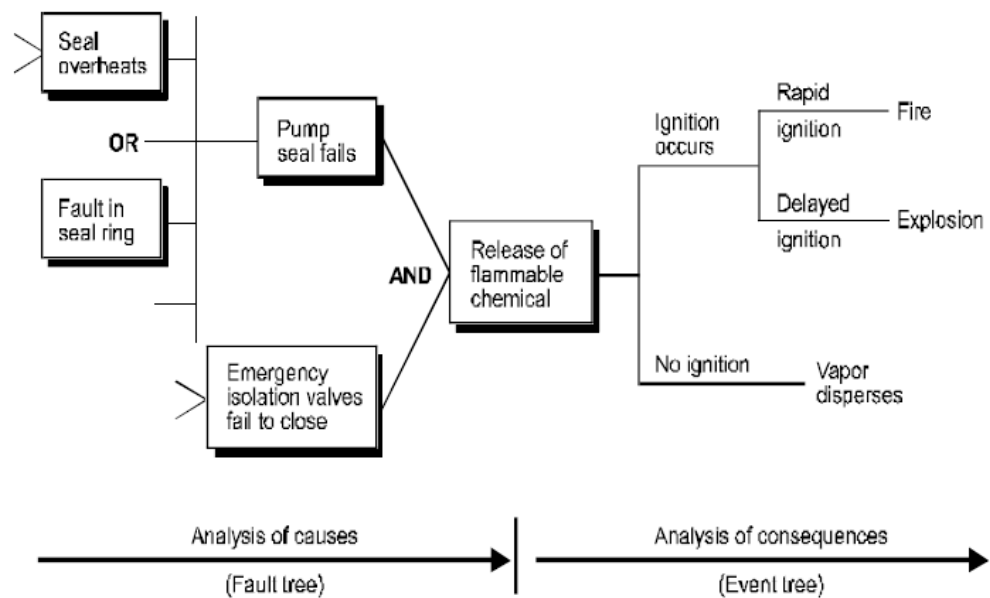 Seal
overheats
OR
Fault in
seal ring
Pump
seal fails
AND
Emergency
isolation valves
fail to close
Release of
flammable
chemical
Ignition
occurs
Rapid
ignition
Fire
Delayed
ignition
Explosion
No ignition
Vapor
disperses
Analysis of causes
(Fault tree)
Analysis of consequences
(Event tree)